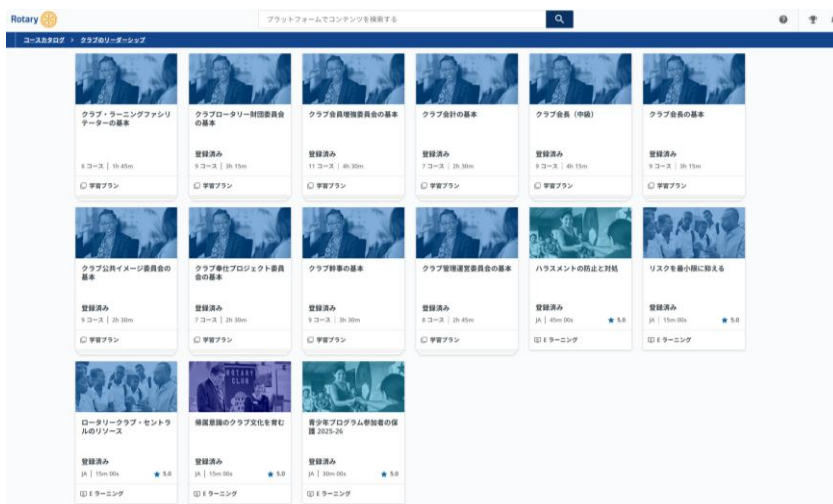 Rotary
プラットフォームでコンテンツを検索する
コースカタログ > クラブのリーダーシップ
クラブ・ラーニングファシリ
テーターの基本
8 コース | 1h 45m
学習プラン
クラブロータリー財団委員会
の基本
登録済み
9 コース | 3h 15m
学習プラン
クラブ会員増強委員会の基本
登録済み
11 コース | 4h 30m
学習プラン
クラブ会計の基本
登録済み
7 コース | 2h 30m
学習プラン
クラブ会長（中級）
登録済み
9 コース | 4h 15m
学習プラン
クラブ会長の基本
登録済み
9 コース | 3h 15m
学習プラン
クラブ公共イメージ委員会の
基本
登録済み
9 コース | 2h 30m
学習プラン
クラブ奉仕プロジェクト委員
会の基本
登録済み
7 コース | 2h 30m
学習プラン
クラブ幹事の基本
登録済み
9 コース | 3h 30m
学習プラン
クラブ管理運営委員会の基本
登録済み
8 コース | 2h 45m
学習プラン
ハラスメントの防止と対処
登録済み
JA | 45m 00s ★ 5.0
E ラーニング
リスクを最小限に抑える
登録済み
JA | 15m 00s ★ 5.0
E ラーニング
ロータリークラブ・セントラ
ルのリソース
登録済み
JA | 15m 00s ★ 5.0
E ラーニング
ROTARY
CLUB
帰属意識のクラブ文化を育む
登録済み
JA | 15m 00s ★ 5.0
E ラーニング
青少年プログラム参加者の保
護 2025-26
登録済み
JA | 30m 00s ★ 5.0
E ラーニング